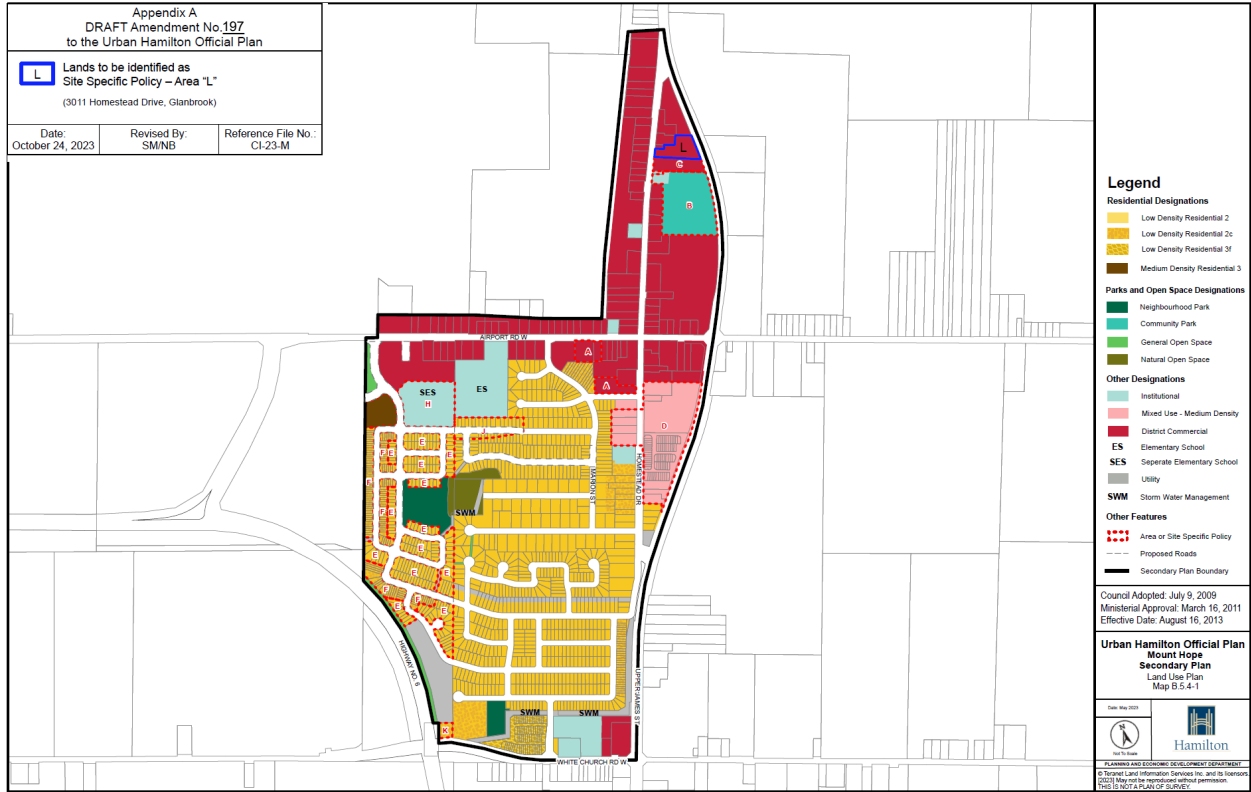 Appendix A
DRAFT Amendment No.197
to the Urban Hamilton Official Plan
L
Lands to be identified as
Site Specific Policy – Area "L"
(3011 Homestead Drive, Glanbrook)
Date:
October 24, 2023
Revised By:
SM/NB
Reference File No.:
CI-23-M
L
C
B
AIRPORT RD W
A
A
SES
H
ES
J
D
E
F
E
E
E
E
F
F
E
E
MARION ST
HOMESTEAD DR
SWM
E
E
E
E
E
F
F
E
E
HIGHWAY NO. 6
UPPER JAMES ST
K
SWM
SWM
WHITE CHURCH RD W
Legend
Residential Designations
Low Density Residential 2
Low Density Residential 2c
Low Density Residential 3f
Medium Density Residential 3
Parks and Open Space Designations
Neighbourhood Park
Community Park
General Open Space
Natural Open Space
Other Designations
Institutional
Mixed Use - Medium Density
District Commercial
ES Elementary School
SES Seperate Elementary School
Utility
SWM Storm Water Management
Other Features
Area or Site Specific Policy
Proposed Roads
Secondary Plan Boundary
Council Adopted: July 9, 2009
Ministerial Approval: March 16, 2011
Effective Date: August 16, 2013
Urban Hamilton Official Plan
Mount Hope
Secondary Plan
Land Use Plan
Map B.5.4-1
Date: May 2023
N
Not To Scale
Hamilton
PLANNING AND ECONOMIC DEVELOPMENT DEPARTMENT
© Teranet Land Information Services Inc. and its licensors.
[2023] May not be reproduced without permission.
THIS IS NOT A PLAN OF SURVEY.